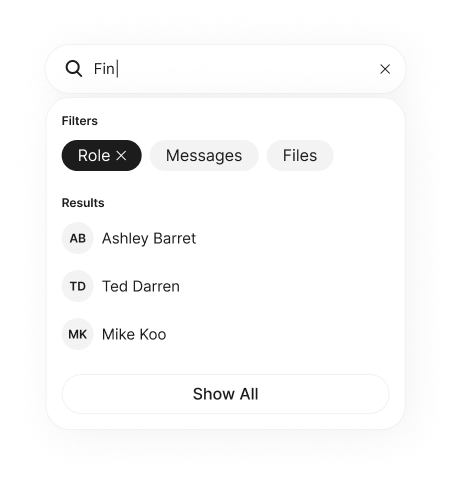 Fin
Filters
Role Messages Files
Results
AB Ashley Barret
TD Ted Darren
MK Mike Koo
Show All